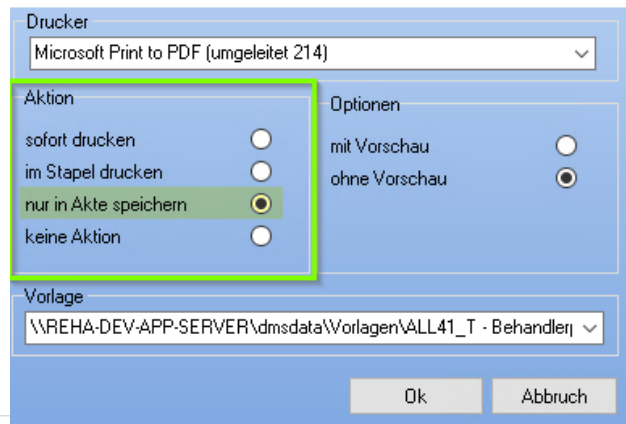 Drucker
Microsoft Print to PDF (umgeleitet 214)
Aktion
sofort drucken
im Stapel drucken
nur in Akte speichern
keine Aktion
Optionen
mit Vorschau
ohne Vorschau
Vorlage
\\REHA-DEV-APP-SERVER\dmsdata\Vorlagen\ALL41_T - Behandler
Ok
Abbruch